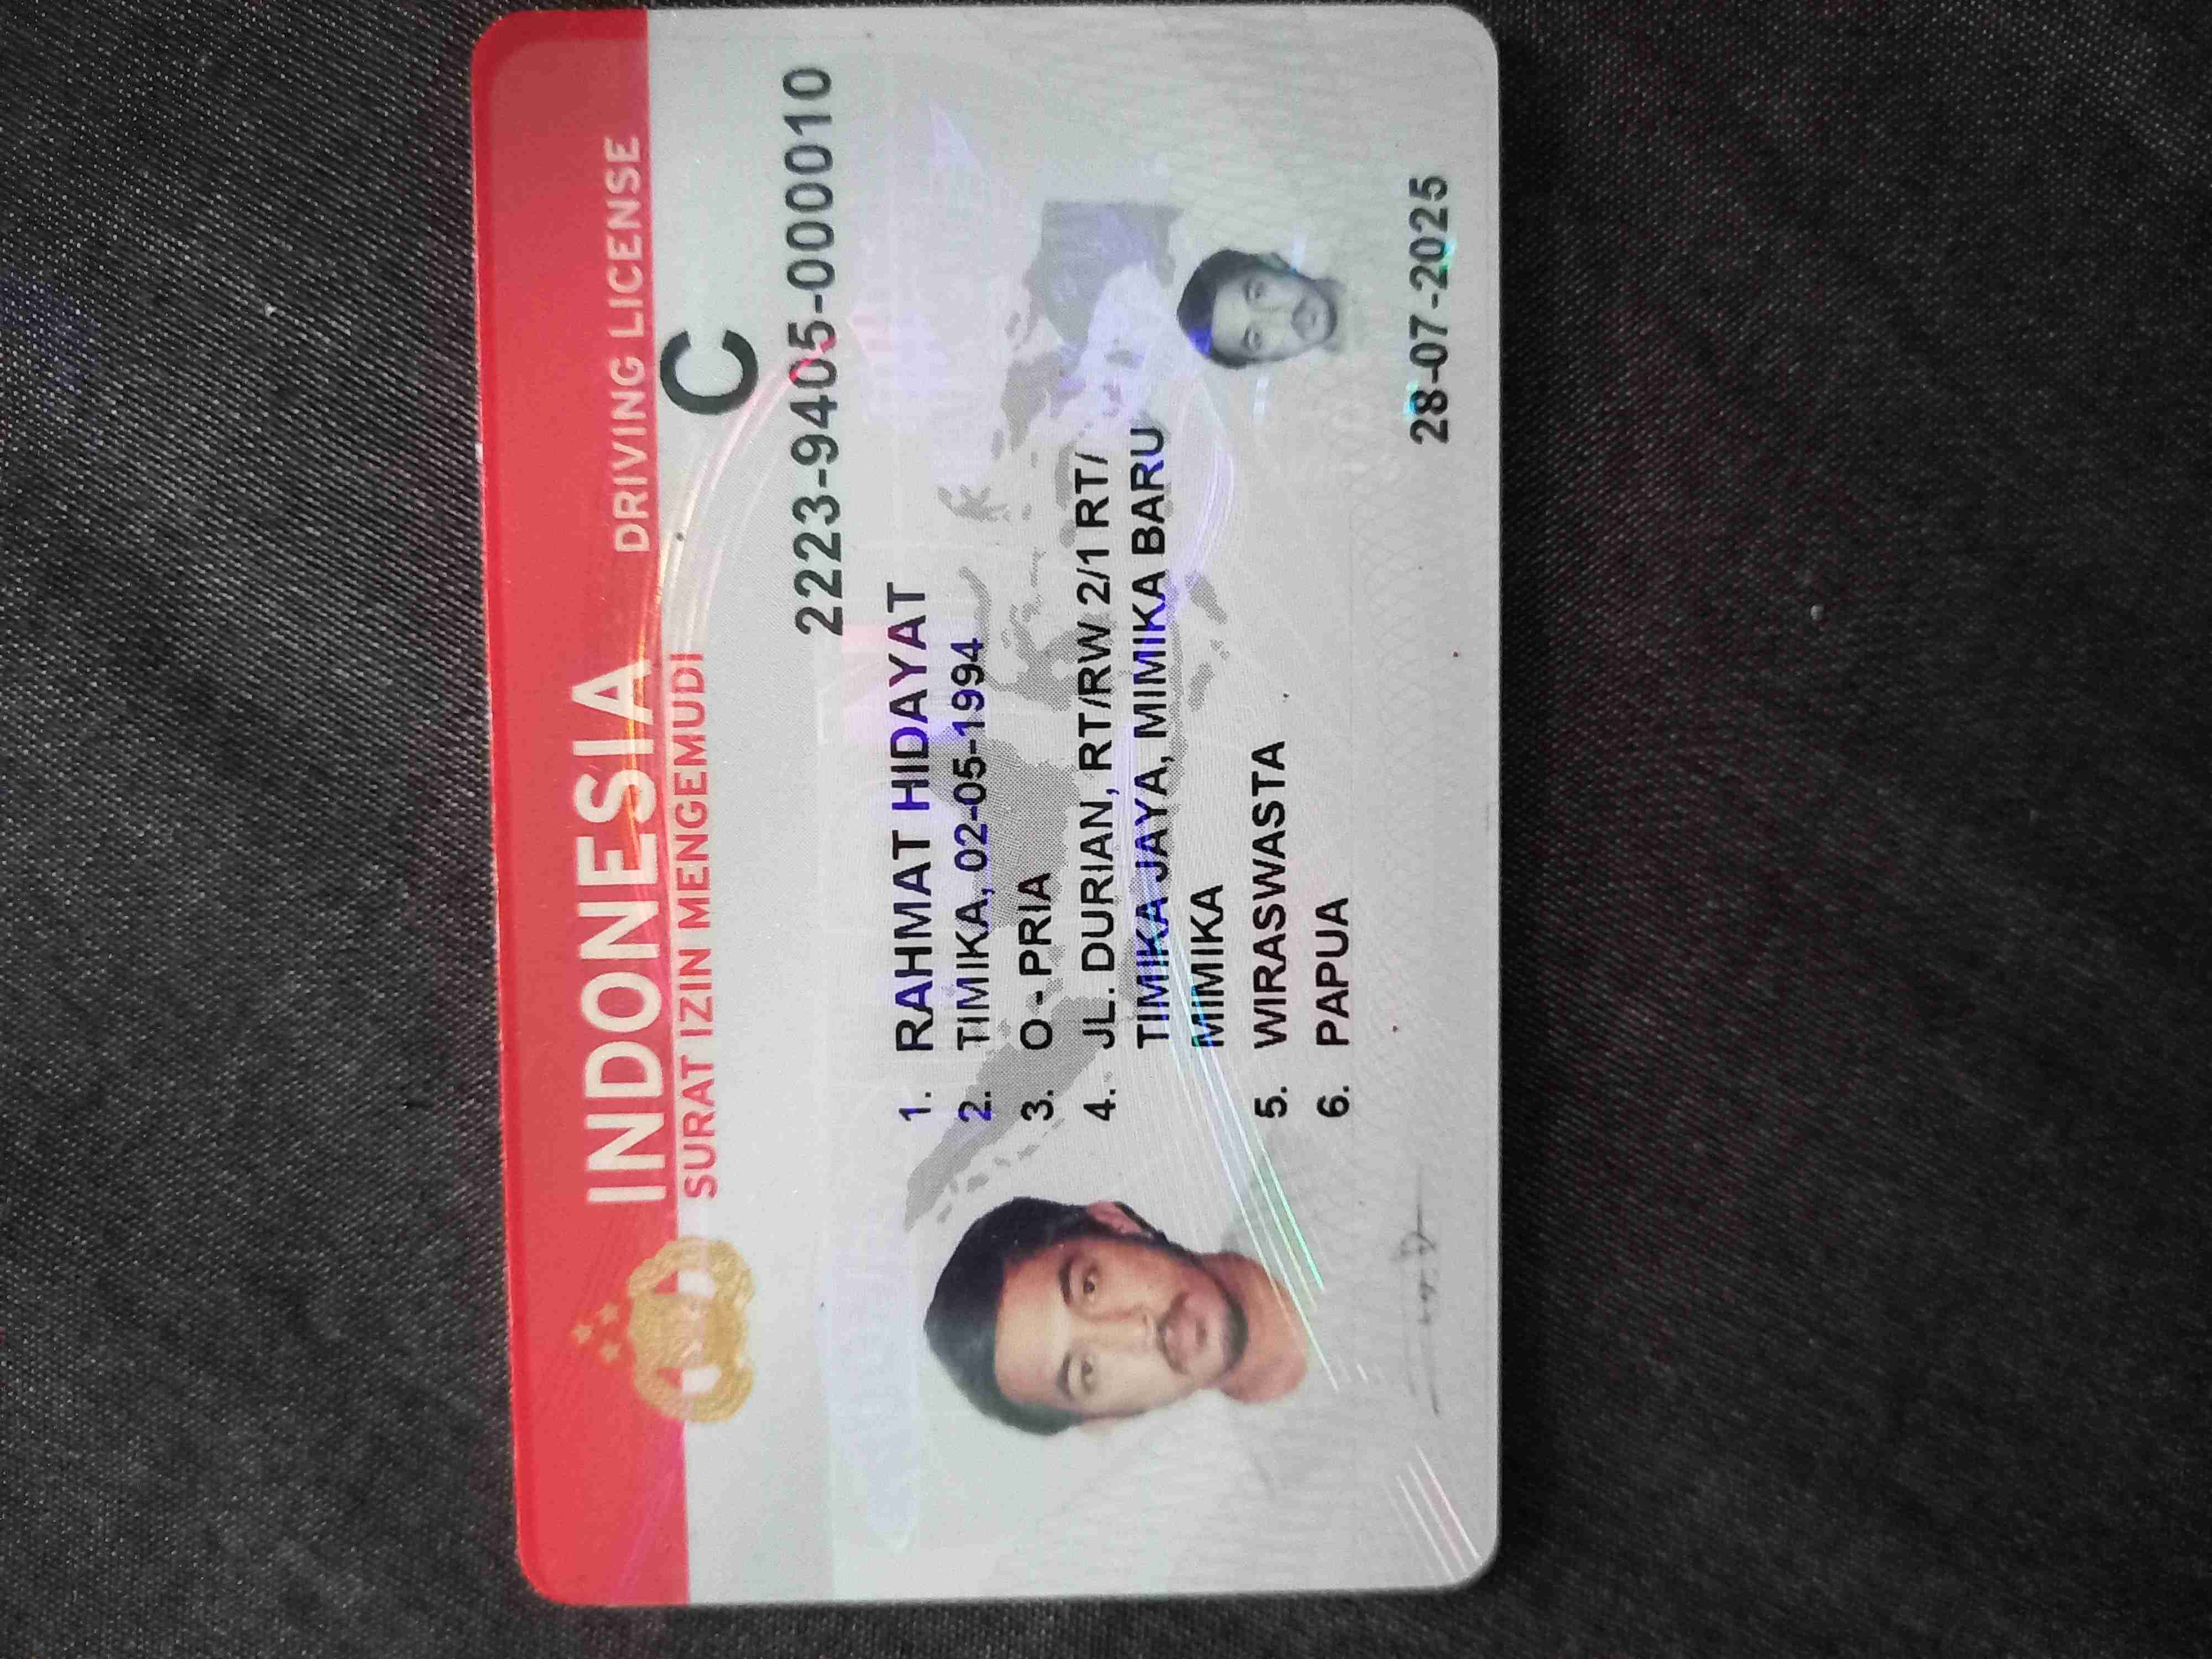 INDONESIA
DRIVING LICENSE
SURAT IZIN MENGEMUDI
C
2223-9405-000010
1. RAHMAT HIDAYAT
2. TIMIKA, 02-05-1994
3. O - PRIA
4. JL. DURIAN, RT/RW 2/1 RT/
TIMIKA JAYA, MIMIKA BARU
MIMIKA
5. WIRASWASTA
6. PAPUA
28-07-2025